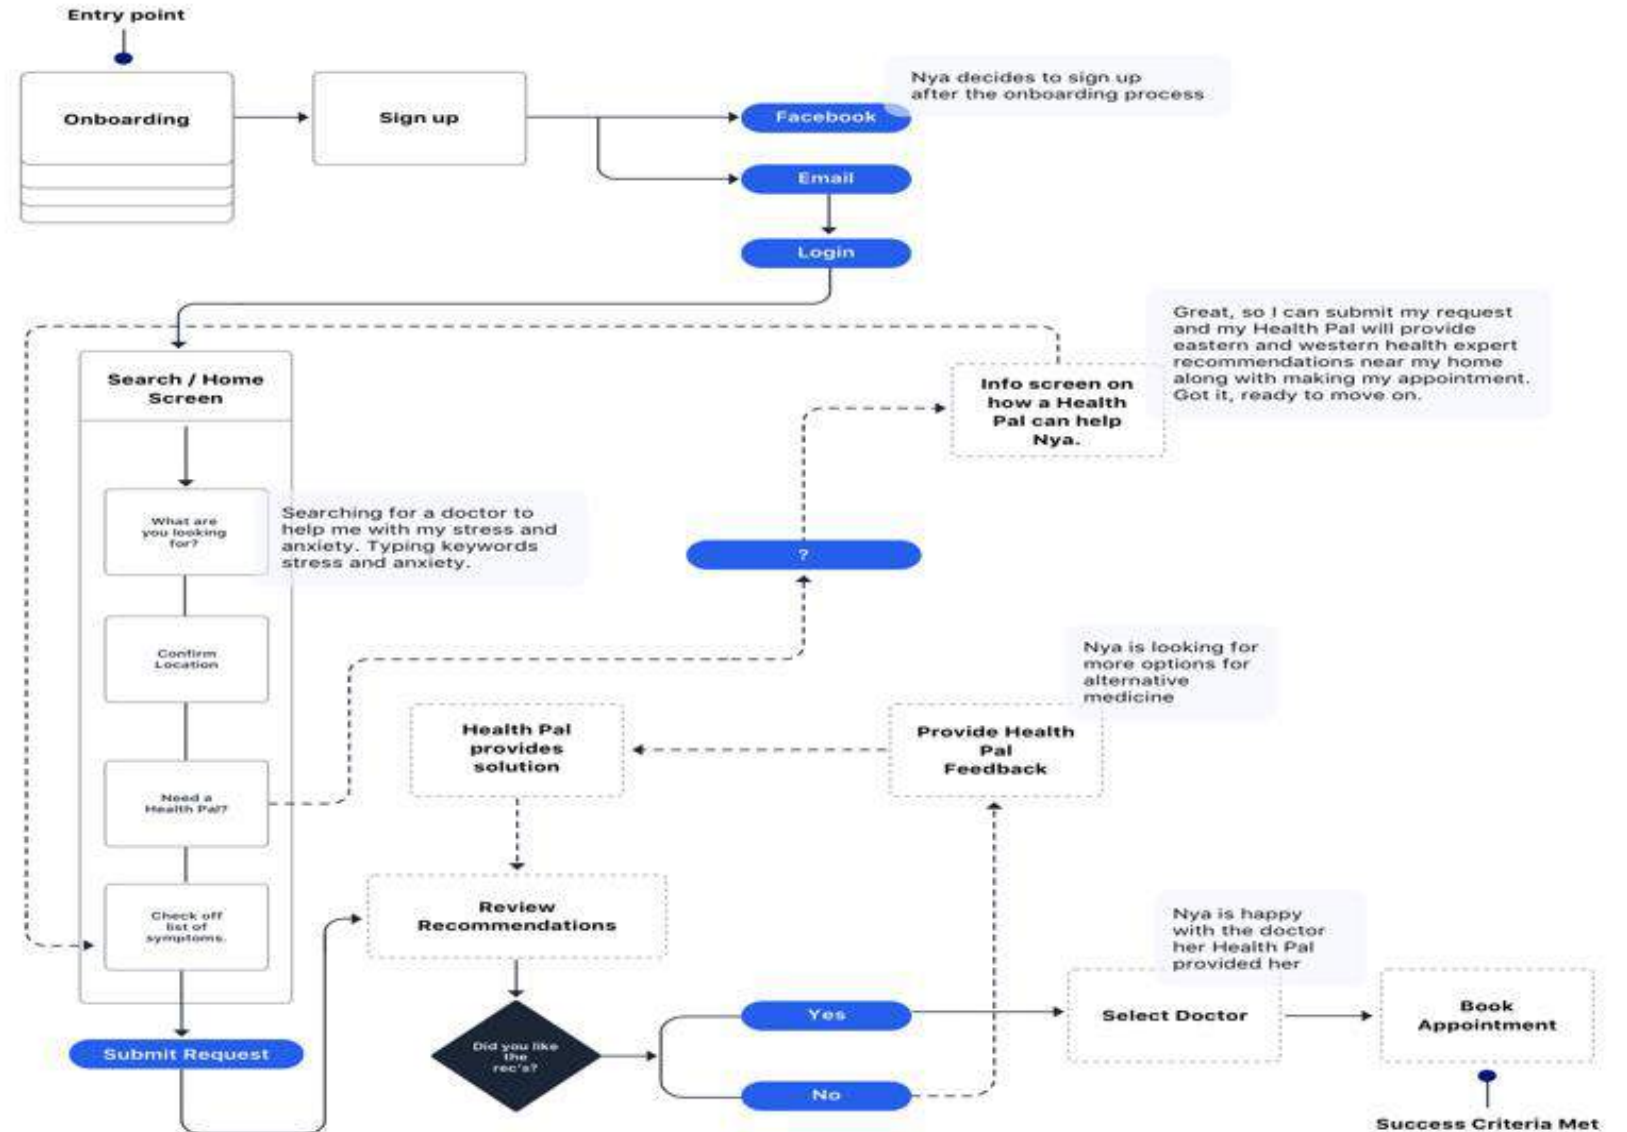 Entry point
Onboarding
Sign up
Facebook
Nya decides to sign up
after the onboarding process
Email
Login
Search / Home
Screen
Info screen on
how a Health
Pal can help
Nya.
Great, so I can submit my request
and my Health Pal will provide
eastern and western health expert
recommendations near my home
along with making my appointment.
Got it, ready to move on.
What are
you looking
for?
Searching for a doctor to
help me with my stress and
anxiety. Typing keywords
stress and anxiety.
?
Confirm
Location
Need a
Health Pal?
Health Pal
provides
solution
Provide Health
Pal
Feedback
Nya is looking for
more options for
alternative
medicine
Check off
list of
symptoms.
Review
Recommendations
Submit Request
Did you like
the
rec's?
Yes
No
Nya is happy
with the doctor
her Health Pal
provided her
Select Doctor
Book
Appointment
Success Criteria Met